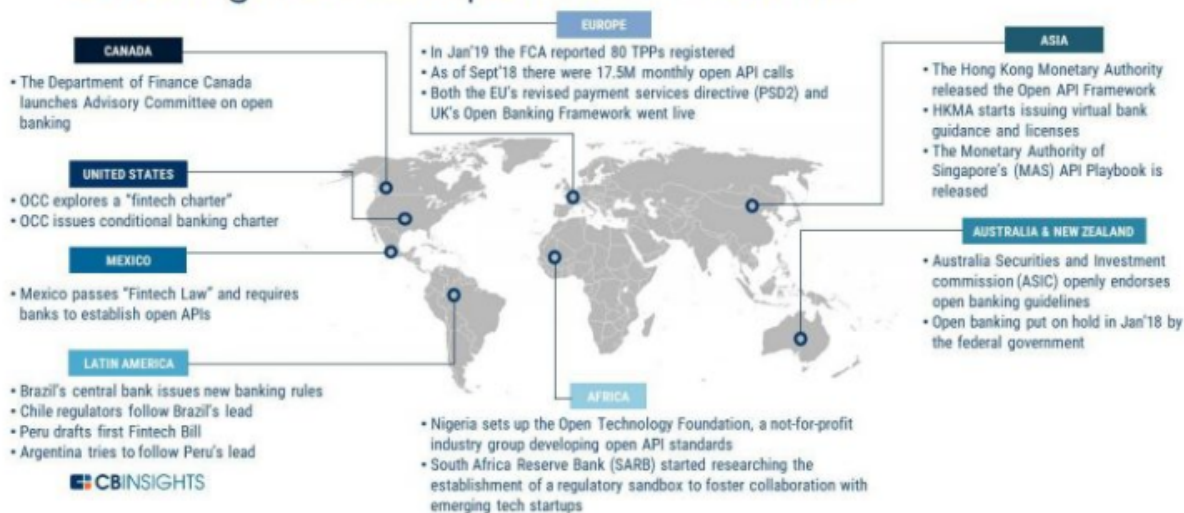 CANADA
• The Department of Finance Canada
launches Advisory Committee on open
banking
UNITED STATES
• OCC explores a "fintech charter"
• OCC issues conditional banking charter
MEXICO
• Mexico passes "Fintech Law" and requires
banks to establish open APIs
LATIN AMERICA
• Brazil's central bank issues new banking rules
• Chile regulators follow Brazil's lead
• Peru drafts first Fintech Bill
• Argentina tries to follow Peru's lead
CBINSIGHTS
EUROPE
• In Jan'19 the FCA reported 80 TPPs registered
• As of Sept'18 there were 17.5M monthly open API calls
• Both the EU's revised payment services directive (PSD2) and
UK's Open Banking Framework went live
AFRICA
• Nigeria sets up the Open Technology Foundation, a not-for-profit
industry group developing open API standards
• South Africa Reserve Bank (SARB) started researching the
establishment of a regulatory sandbox to foster collaboration with
emerging tech startups
ASIA
• The Hong Kong Monetary Authority
released the Open API Framework
• HKMA starts issuing virtual bank
guidance and licenses
• The Monetary Authority of
Singapore's (MAS) API Playbook is
released
AUSTRALIA & NEW ZEALAND
• Australia Securities and Investment
commission (ASIC) openly endorses
open banking guidelines
• Open banking put on hold in Jan'18 by
the federal government